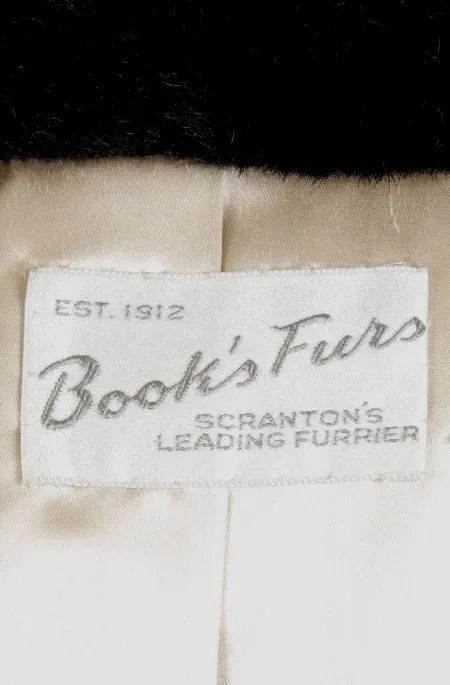 EST. 1912
Book's Furs
SCRANTON'S
LEADING FURRIER